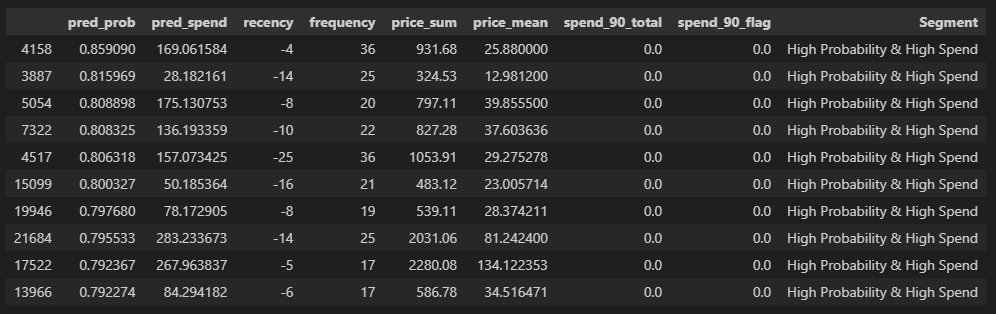 pred_prob pred_spend recency frequency price_sum price_mean spend_90_total spend_90_flag Segment
4158 0.859090 169.061584 -4 36 931.68 25.880000 0.0 0.0 High Probability & High Spend
3887 0.815969 28.182161 -14 25 324.53 12.981200 0.0 0.0 High Probability & High Spend
5054 0.808898 175.130753 -8 20 797.11 39.855500 0.0 0.0 High Probability & High Spend
7322 0.808325 136.193359 -10 22 827.28 37.603636 0.0 0.0 High Probability & High Spend
4517 0.806318 157.073425 -25 36 1053.91 29.275278 0.0 0.0 High Probability & High Spend
15099 0.800327 50.185364 -16 21 483.12 23.005714 0.0 0.0 High Probability & High Spend
19946 0.797680 78.172905 -8 19 539.11 28.374211 0.0 0.0 High Probability & High Spend
21684 0.795533 283.233673 -14 25 2031.06 81.242400 0.0 0.0 High Probability & High Spend
17522 0.792367 267.963837 -5 17 2280.08 134.122353 0.0 0.0 High Probability & High Spend
13966 0.792274 84.294182 -6 17 586.78 34.516471 0.0 0.0 High Probability & High Spend